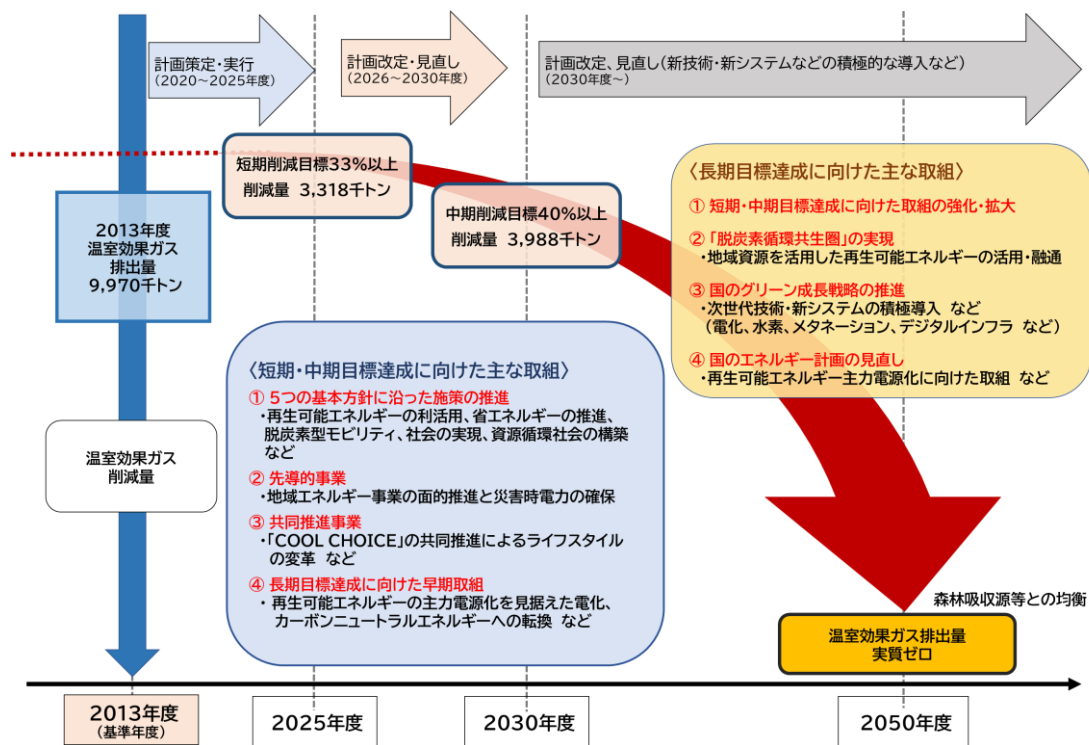 計画策定・実行
(2020～2025年度)
計画改定・見直し
(2026～2030年度)
計画改定、見直し(新技術・新システムなどの積極的な導入など)
(2030年度～)
短期削減目標33%以上
削減量 3,318千トン
中期削減目標40%以上
削減量 3,988千トン
2013年度
温室効果ガス
排出量
9,970千トン
〈長期目標達成に向けた主な取組〉
① 短期・中期目標達成に向けた取組の強化・拡大
② 「脱炭素循環共生圏」の実現
・地域資源を活用した再生可能エネルギーの活用・融通
③ 国のグリーン成長戦略の推進
・次世代技術・新システムの積極導入 など
(電化、水素、メタネーション、デジタルインフラ など)
④ 国のエネルギー計画の見直し
・再生可能エネルギー主力電源化に向けた取組 など
〈短期・中期目標達成に向けた主な取組〉
① 5つの基本方針に沿った施策の推進
・再生可能エネルギーの利活用、省エネルギーの推進、
脱炭素型モビリティ、社会の実現、資源循環社会の構築
など
② 先導的事業
・地域エネルギー事業の面的推進と災害時電力の確保
③ 共同推進事業
・「COOL CHOICE」の共同推進によるライフスタイル
の変革 など
④ 長期目標達成に向けた早期取組
・ 再生可能エネルギーの主力電源化を見据えた電化、
カーボンニュートラルエネルギーへの転換 など
温室効果ガス
削減量
森林吸収源等との均衡
温室効果ガス排出量
実質ゼロ
2013年度
(基準年度)
2025年度
2030年度
2050年度